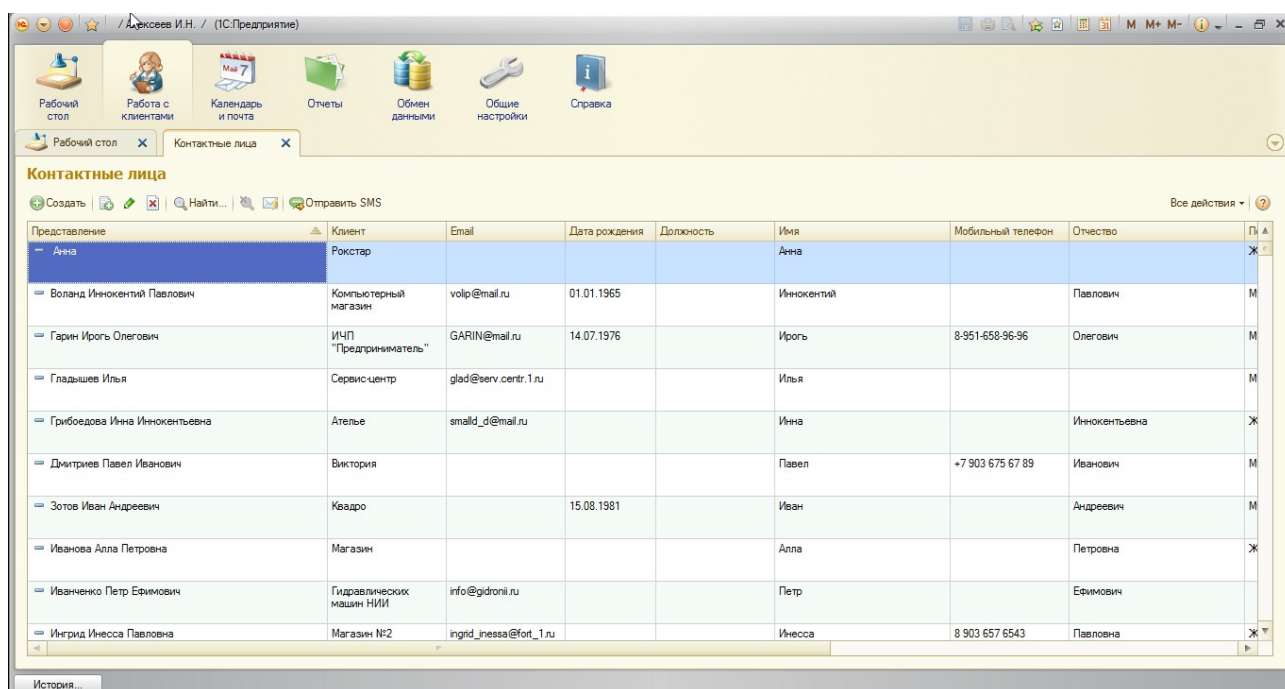 / Алексеев И.Н. / (1С:Предприятие)
M M+ M-
Май 7
Рабочий стол
Работа с клиентами
Календарь и почта
Отчеты
Обмен данными
Общие настройки
Справка
Рабочий стол
Контактные лица
Контактные лица
Создать Найти... Отправить SMS Все действия
Представление Клиент Email Дата рождения Должность Имя Мобильный телефон Отчество
Анна Рокстар Анна Ж
Воланд Иннокентий Павлович Компьютерный магазин volip@mail.ru 01.01.1965 Иннокентий Павлович М
Гарин Ирогь Олегович ИЧП "Предприниматель" GARIN@mail.ru 14.07.1976 Ирогь 8-951-658-96-96 Олегович М
Гладышев Илья Сервис-центр glad@serv.centr.1.ru Илья М
Грибоедова Инна Иннокентьевна Ателье smalld_d@mail.ru Инна Иннокентьевна Ж
Дмитриев Павел Иванович Виктория Павел +7 903 675 67 89 Иванович М
Зотов Иван Андреевич Квадро 15.08.1981 Иван Андреевич М
Иванова Алла Петровна Магазин Алла Петровна Ж
Иванченко Петр Ефимович Гидравлических машин НИИ info@gidronii.ru Петр Ефимович
Ингрид Инесса Павловна Магазин №2 ingrid_inessa@fort_1.ru Инесса 8 903 657 6543 Павловна Ж
История...